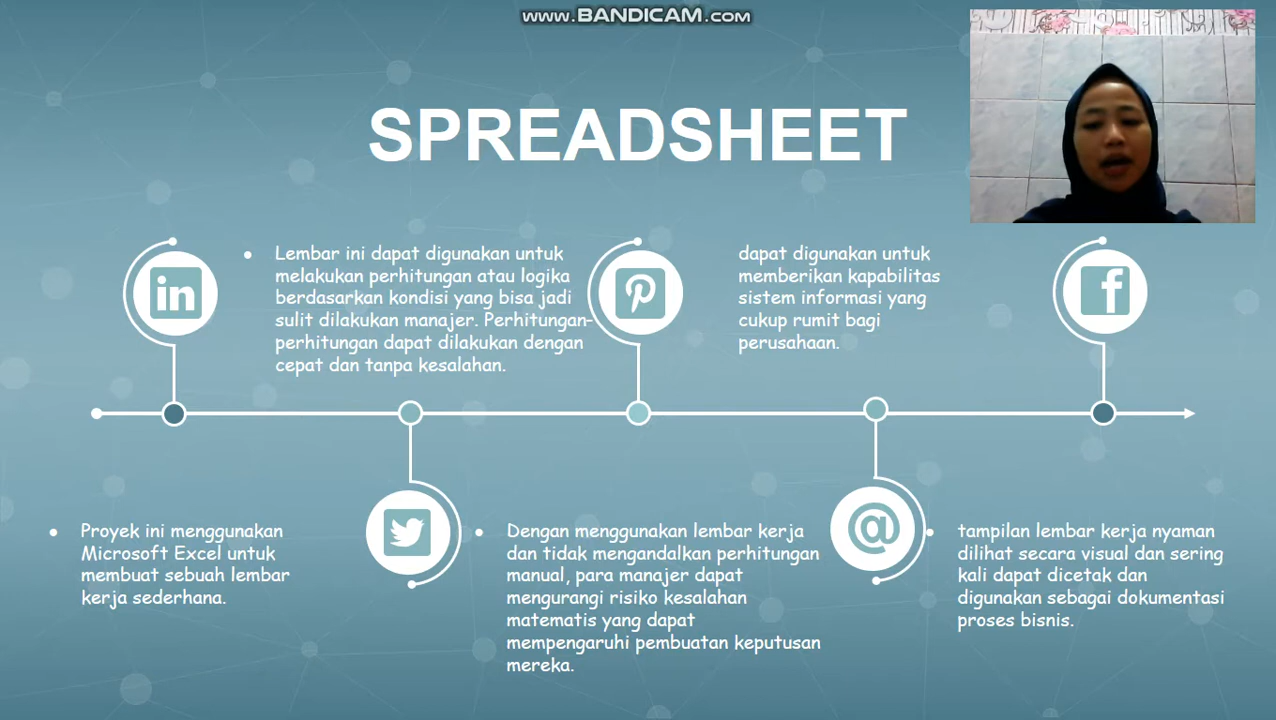 www.BANDICAM.com
SPREADSHEET
in
Lembar ini dapat digunakan untuk
melakukan perhitungan atau logika
berdasarkan kondisi yang bisa jadi
sulit dilakukan manajer. Perhitungan-
perhitungan dapat dilakukan dengan
cepat dan tanpa kesalahan.
dapat digunakan untuk
memberikan kapabilitas
sistem informasi yang
cukup rumit bagi
perusahaan.
f
Proyek ini menggunakan
Microsoft Excel untuk
membuat sebuah lembar
kerja sederhana.
Dengan menggunakan lembar kerja
dan tidak mengandalkan perhitungan
manual, para manajer dapat
mengurangi risiko kesalahan
matematis yang dapat
mempengaruhi pembuatan keputusan
mereka.
@
tampilan lembar kerja nyaman
dilihat secara visual dan sering
kali dapat dicetak dan
digunakan sebagai dokumentasi
proses bisnis.